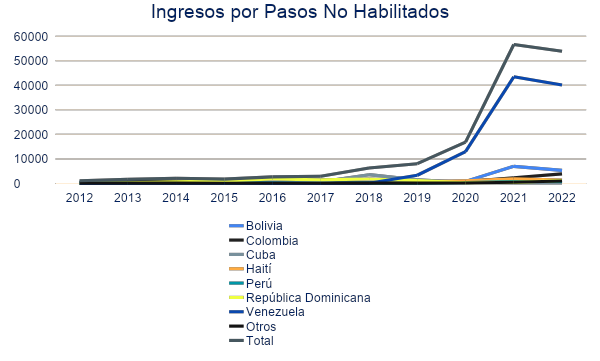 Ingresos por Pasos No Habilitados
60000
50000
40000
30000
20000
10000
0
2012 2013 2014 2015 2016 2017 2018 2019 2020 2021 2022
Bolivia
Colombia
Cuba
Haití
Perú
República Dominicana
Venezuela
Otros
Total